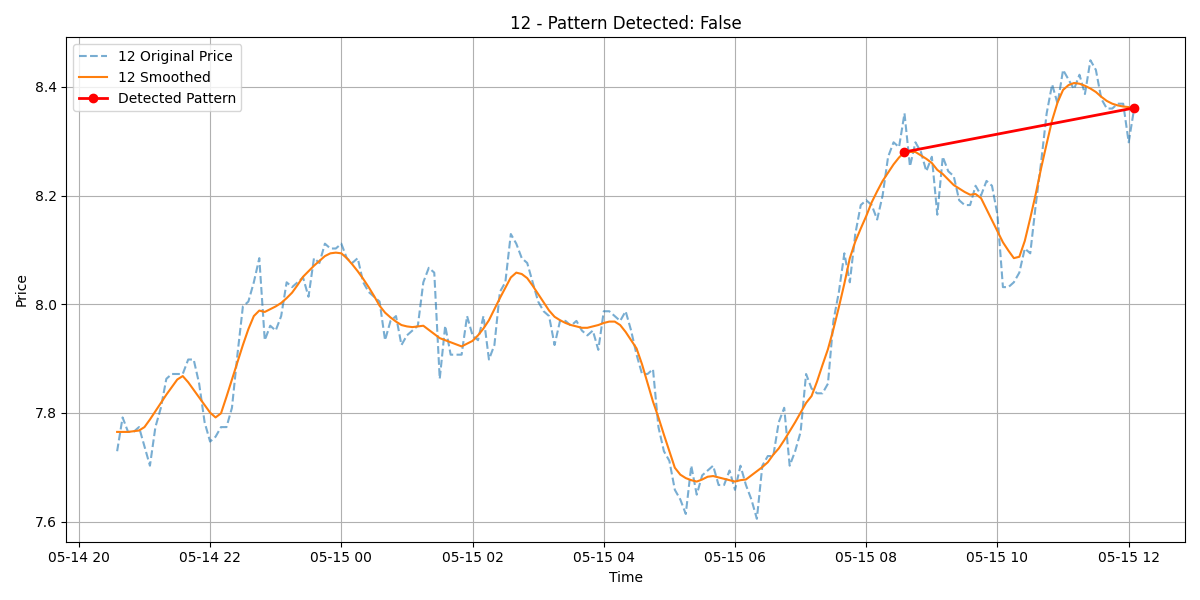 12 - Pattern Detected: False
12 Original Price
12 Smoothed
Detected Pattern
Price
8.4
8.2
8.0
7.8
7.6
05-14 20 05-14 22 05-15 00 05-15 02 05-15 04 05-15 06 05-15 08 05-15 10 05-15 12
Time